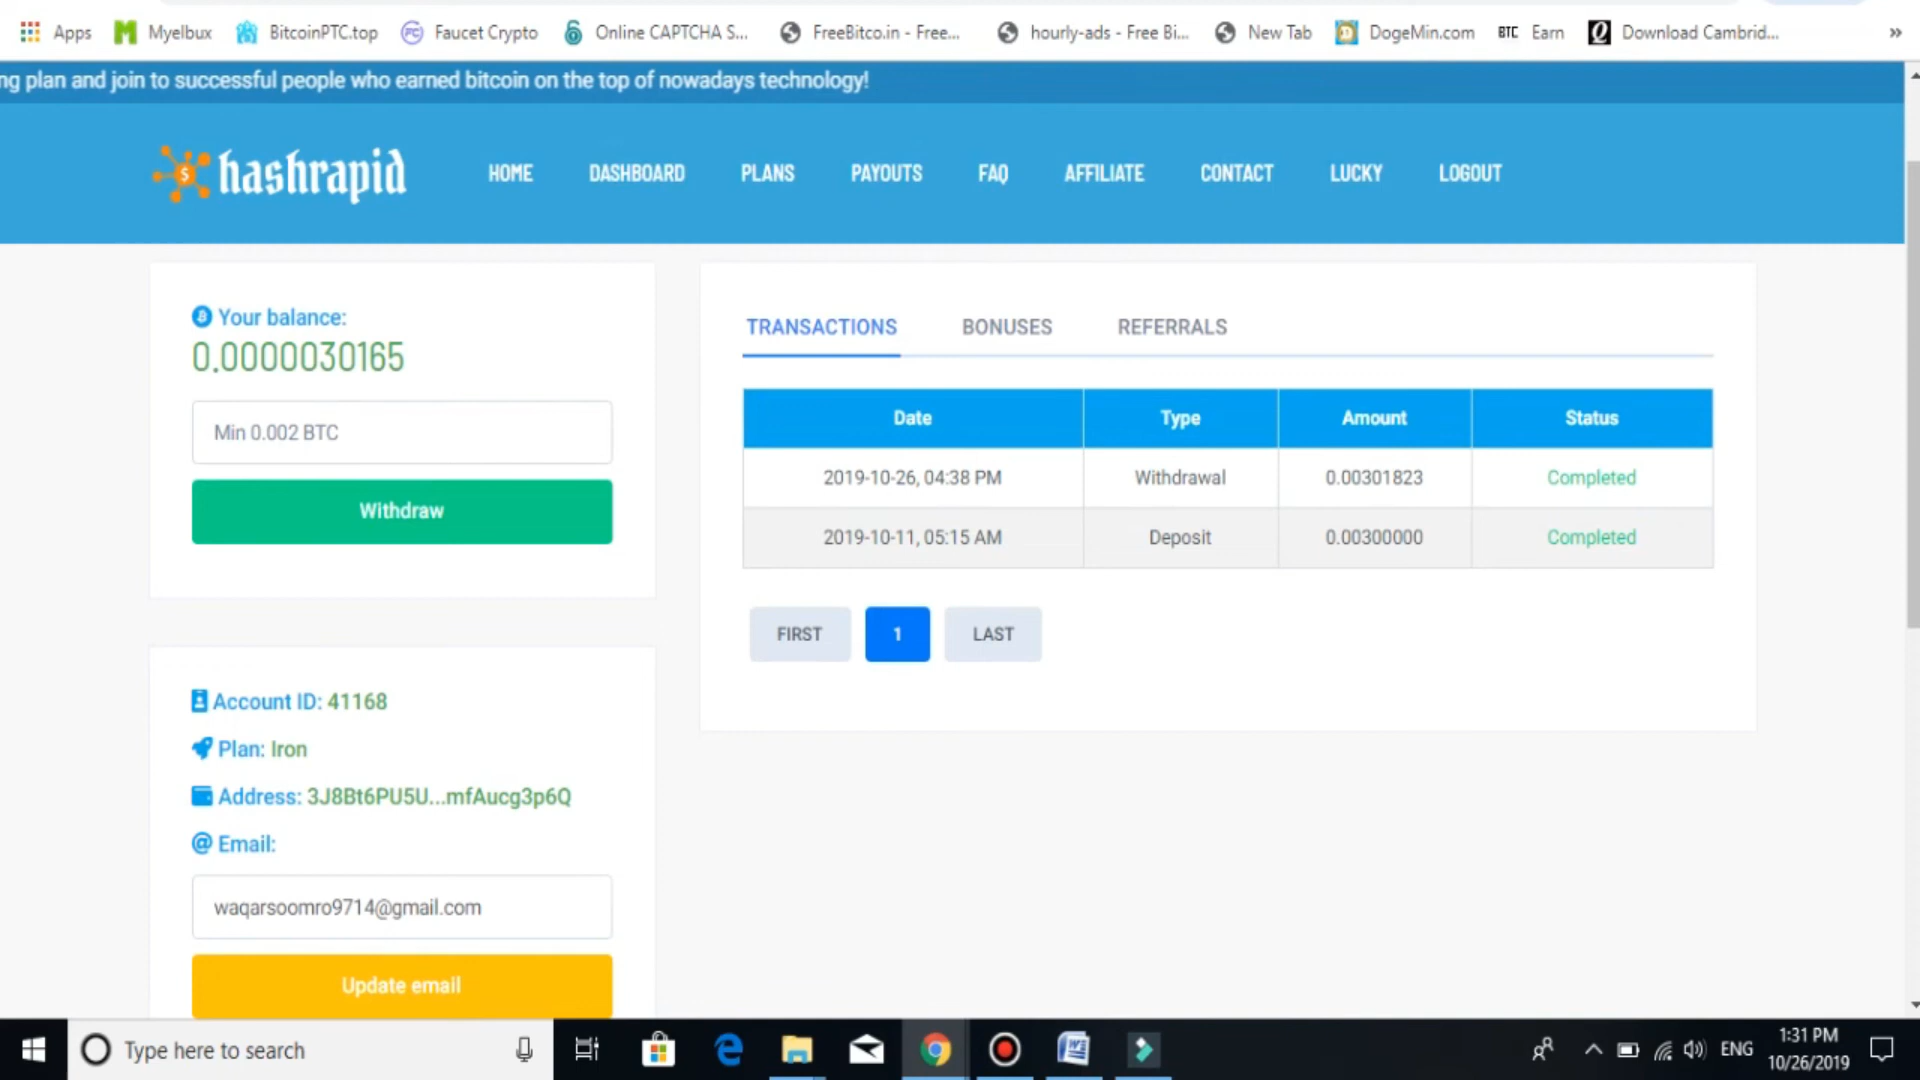 Apps Myelbux BitcoinPTC.top Faucet Crypto Online CAPTCHA S... FreeBitco.in - Free... hourly-ads - Free Bi... New Tab DogeMin.com BTC Earn Download Cambrid... »
ng plan and join to successful people who earned bitcoin on the top of nowadays technology!
hashrapid HOME DASHBOARD PLANS PAYOUTS FAQ AFFILIATE CONTACT LUCKY LOGOUT
Your balance:
0.0000030165
Min 0.002 BTC
Withdraw
TRANSACTIONS BONUSES REFERRALS
Date Type Amount Status
2019-10-26, 04:38 PM Withdrawal 0.00301823 Completed
2019-10-11, 05:15 AM Deposit 0.00300000 Completed
FIRST 1 LAST
Account ID: 41168
Plan: Iron
Address: 3J8Bt6PU5U...mfAucg3p6Q
@ Email:
waqarsoomro9714@gmail.com
Update email
Type here to search
ENG
1:31 PM
10/26/2019